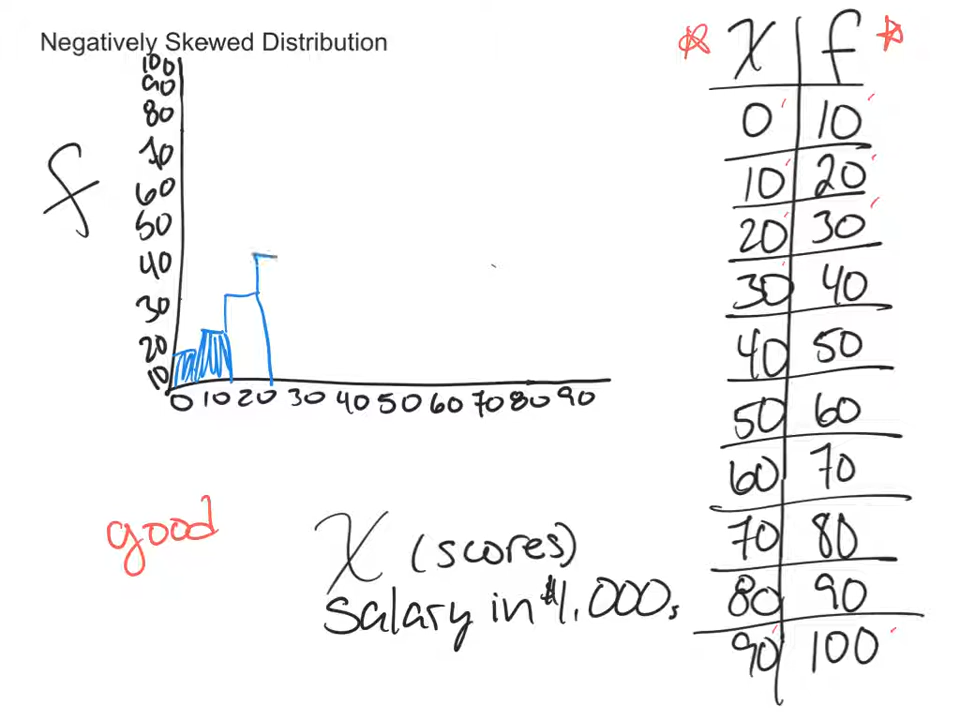 Negatively Skewed Distribution
100
90
80
70
60
50
40
30
20
10
f
0 10 20 30 40 50 60 70 80 90
good
X (scores)
salary in $1,000s
X f
0 10
10 20
20 30
30 40
40 50
50 60
60 70
70 80
80 90
90 100